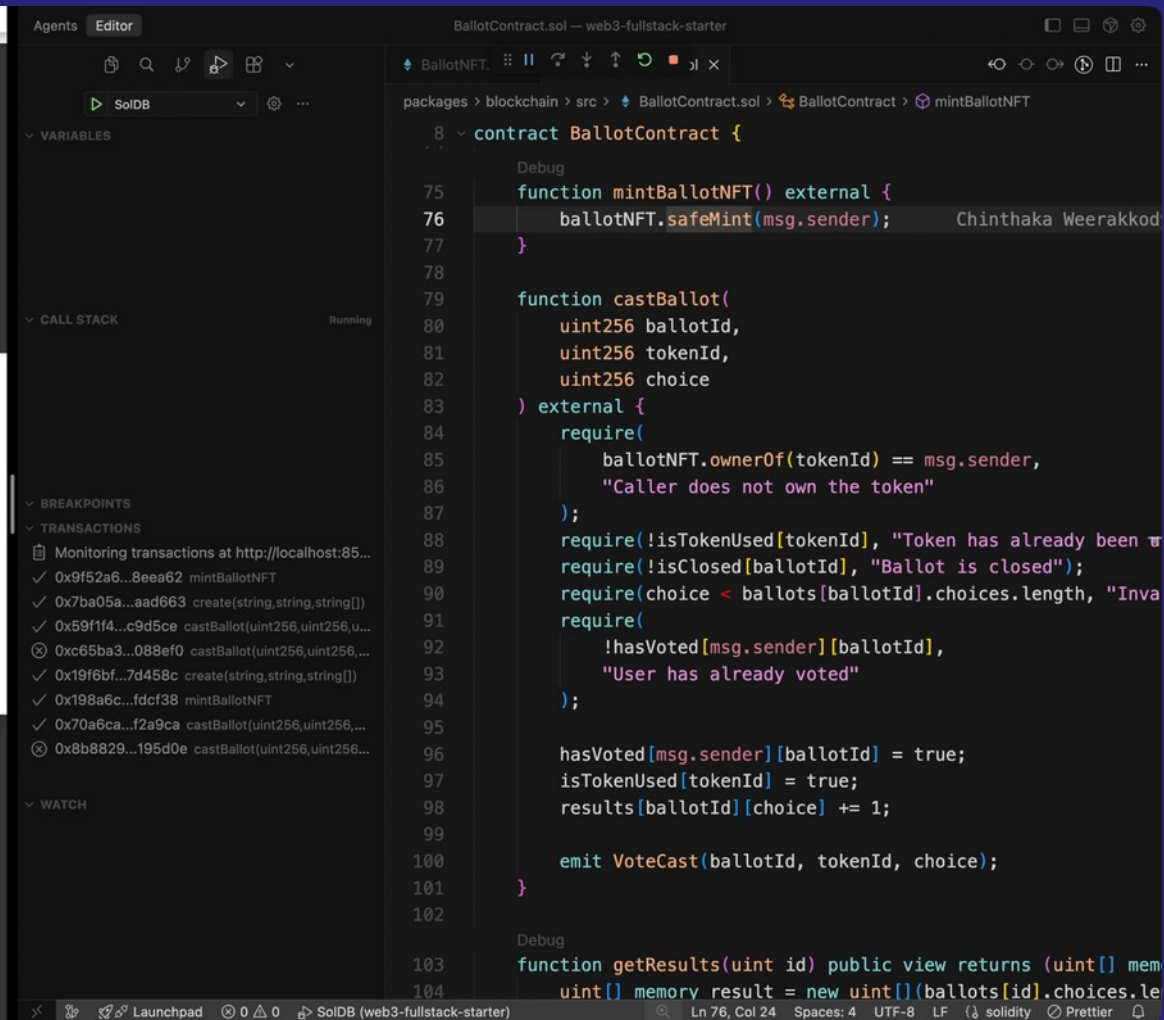 Agents Editor BallotContract.sol — web3-fullstack-starter
SolDB
BallotNFT.
packages > blockchain > src > BallotContract.sol > BallotContract > mintBallotNFT
VARIABLES
CALL STACK Running
BREAKPOINTS
TRANSACTIONS
Monitoring transactions at http://localhost:85...
0x9f52a6...8eea62 mintBallotNFT
0x7ba05a...aad663 create(string,string,string[])
0x59f1f4...c9d5ce castBallot(uint256,uint256,u...
0xc65ba3...088ef0 castBallot(uint256,uint256,...
0x19f6bf...7d458c create(string,string,string[])
0x198a6c...fdcf38 mintBallotNFT
0x70a6ca...f2a9ca castBallot(uint256,uint256,...
0x8b8829...195d0e castBallot(uint256,uint256...
WATCH
8 contract BallotContract {
Debug
75 function mintBallotNFT() external {
76 ballotNFT.safeMint(msg.sender); Chinthaka Weerakkod
77 }
78
79 function castBallot(
80 uint256 ballotId,
81 uint256 tokenId,
82 uint256 choice
83 ) external {
84 require(
85 ballotNFT.ownerOf(tokenId) == msg.sender,
86 "Caller does not own the token"
87 );
88 require(!isTokenUsed[tokenId], "Token has already been
89 require(!isClosed[ballotId], "Ballot is closed");
90 require(choice < ballots[ballotId].choices.length, "Inva
91 require(
92 !hasVoted[msg.sender][ballotId],
93 "User has already voted"
94 );
95
96 hasVoted[msg.sender][ballotId] = true;
97 isTokenUsed[tokenId] = true;
98 results[ballotId][choice] += 1;
99
100 emit VoteCast(ballotId, tokenId, choice);
101 }
102
Debug
103 function getResults(uint id) public view returns (uint[] mem
104 uint[] memory result = new uint[](ballots[id].choices.le
Launchpad 0 0 SolDB (web3-fullstack-starter) Ln 76, Col 24 Spaces: 4 UTF-8 LF solidity Prettier